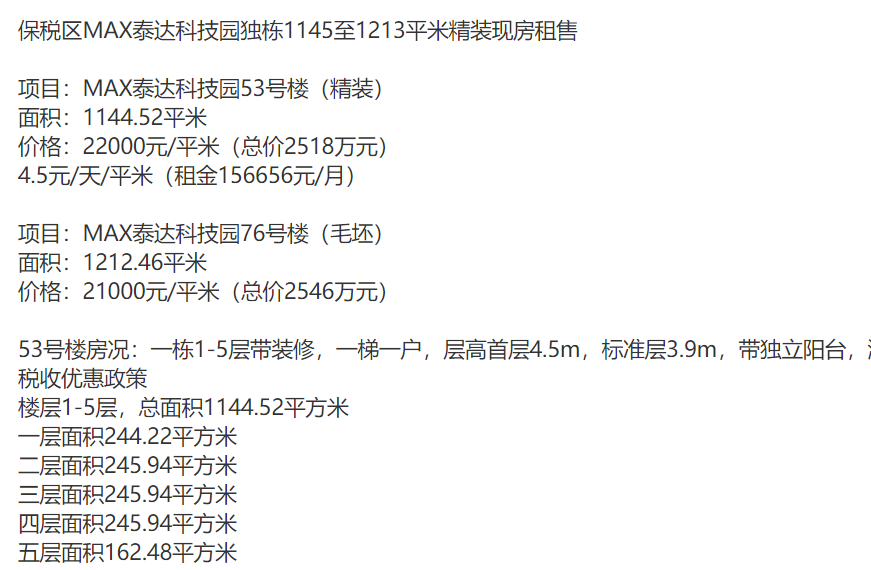 保税区MAX泰达科技园独栋1145至1213平米精装现房租售
项目：MAX泰达科技园53号楼（精装）
面积：1144.52平米
价格：22000元/平米（总价2518万元）
4.5元/天/平米（租金156656元/月）
项目：MAX泰达科技园76号楼（毛坯）
面积：1212.46平米
价格：21000元/平米（总价2546万元）
53号楼房况：一栋1-5层带装修，一梯一户，层高首层4.5m，标准层3.9m，带独立阳台，
税收优惠政策
楼层1-5层，总面积1144.52平方米
一层面积244.22平方米
二层面积245.94平方米
三层面积245.94平方米
四层面积245.94平方米
五层面积162.48平方米